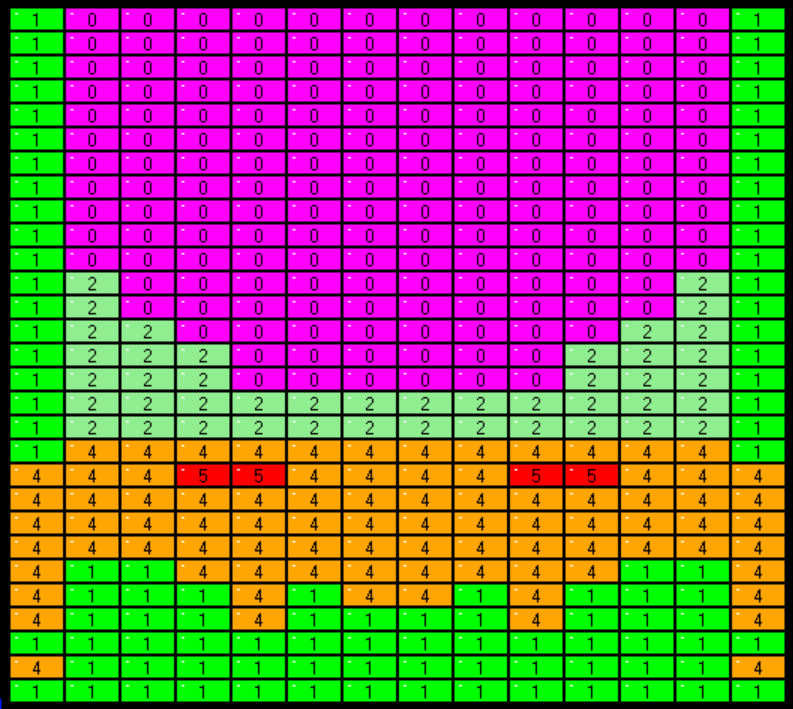 1 0 0 0 0 0 0 0 0 0 0 0 0 1
1 0 0 0 0 0 0 0 0 0 0 0 0 1
1 0 0 0 0 0 0 0 0 0 0 0 0 1
1 0 0 0 0 0 0 0 0 0 0 0 0 1
1 0 0 0 0 0 0 0 0 0 0 0 0 1
1 0 0 0 0 0 0 0 0 0 0 0 0 1
1 0 0 0 0 0 0 0 0 0 0 0 0 1
1 0 0 0 0 0 0 0 0 0 0 0 0 1
1 0 0 0 0 0 0 0 0 0 0 0 0 1
1 0 0 0 0 0 0 0 0 0 0 0 0 1
1 0 0 0 0 0 0 0 0 0 0 0 0 1
1 2 0 0 0 0 0 0 0 0 0 0 2 1
1 2 0 0 0 0 0 0 0 0 0 0 2 1
1 2 2 0 0 0 0 0 0 0 0 2 2 1
1 2 2 2 0 0 0 0 0 0 2 2 2 1
1 2 2 2 0 0 0 0 0 0 2 2 2 1
1 2 2 2 2 2 2 2 2 2 2 2 2 1
1 2 2 2 2 2 2 2 2 2 2 2 2 1
1 4 4 4 4 4 4 4 4 4 4 4 4 1
4 4 4 5 5 4 4 4 4 5 5 4 4 4
4 4 4 4 4 4 4 4 4 4 4 4 4 4
4 4 4 4 4 4 4 4 4 4 4 4 4 4
4 4 4 4 4 4 4 4 4 4 4 4 4 4
4 1 1 4 4 4 4 4 4 4 4 1 1 4
4 1 1 1 4 1 4 4 1 4 1 1 1 4
4 1 1 1 4 1 1 1 1 4 1 1 1 4
1 1 1 1 1 1 1 1 1 1 1 1 1 1
4 1 1 1 1 1 1 1 1 1 1 1 1 4
1 1 1 1 1 1 1 1 1 1 1 1 1 1